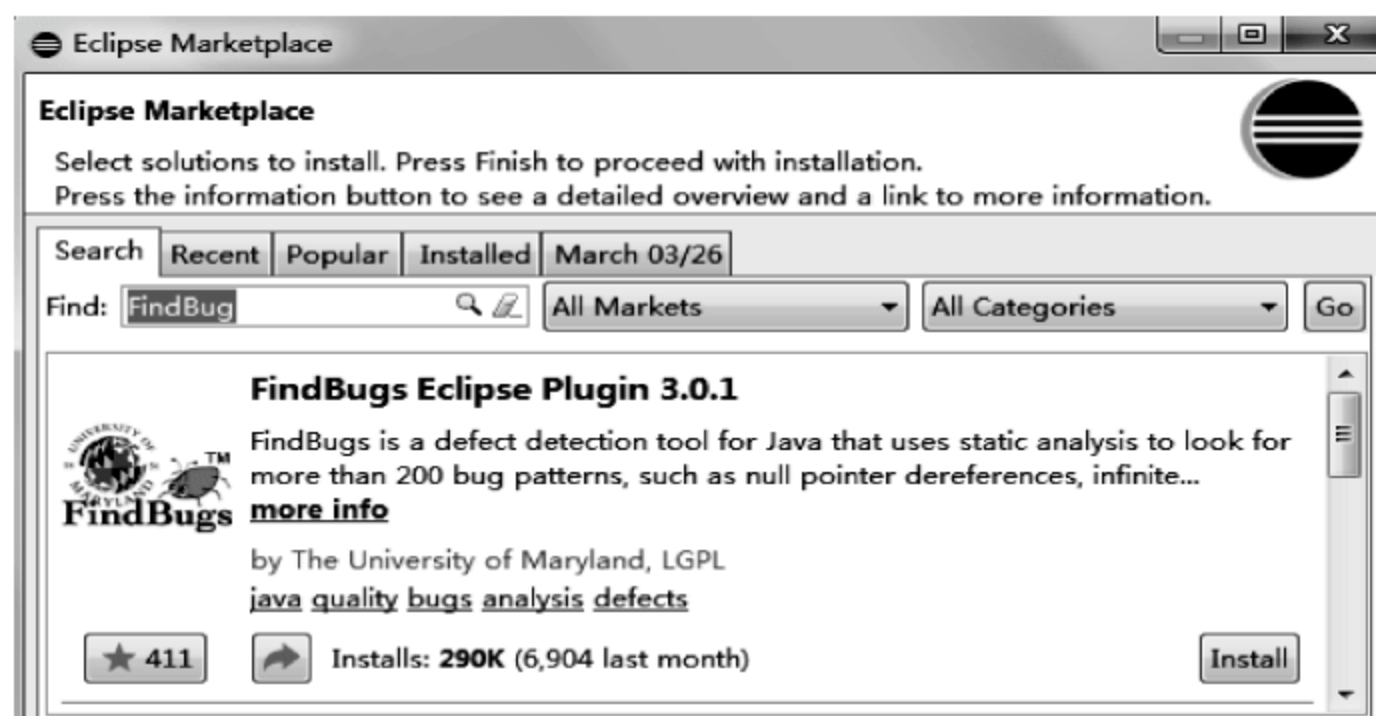 Eclipse Marketplace
Eclipse Marketplace
Select solutions to install. Press Finish to proceed with installation.
Press the information button to see a detailed overview and a link to more information.
Search Recent Popular Installed March 03/26
Find: FindBug All Markets All Categories Go
FindBugs Eclipse Plugin 3.0.1
FindBugs is a defect detection tool for Java that uses static analysis to look for
more than 200 bug patterns, such as null pointer dereferences, infinite...
UNIVERSITY OF
MARYLAND
TM
FindBugs more info
by The University of Maryland, LGPL
java quality bugs analysis defects
411 Installs: 290K (6,904 last month) Install